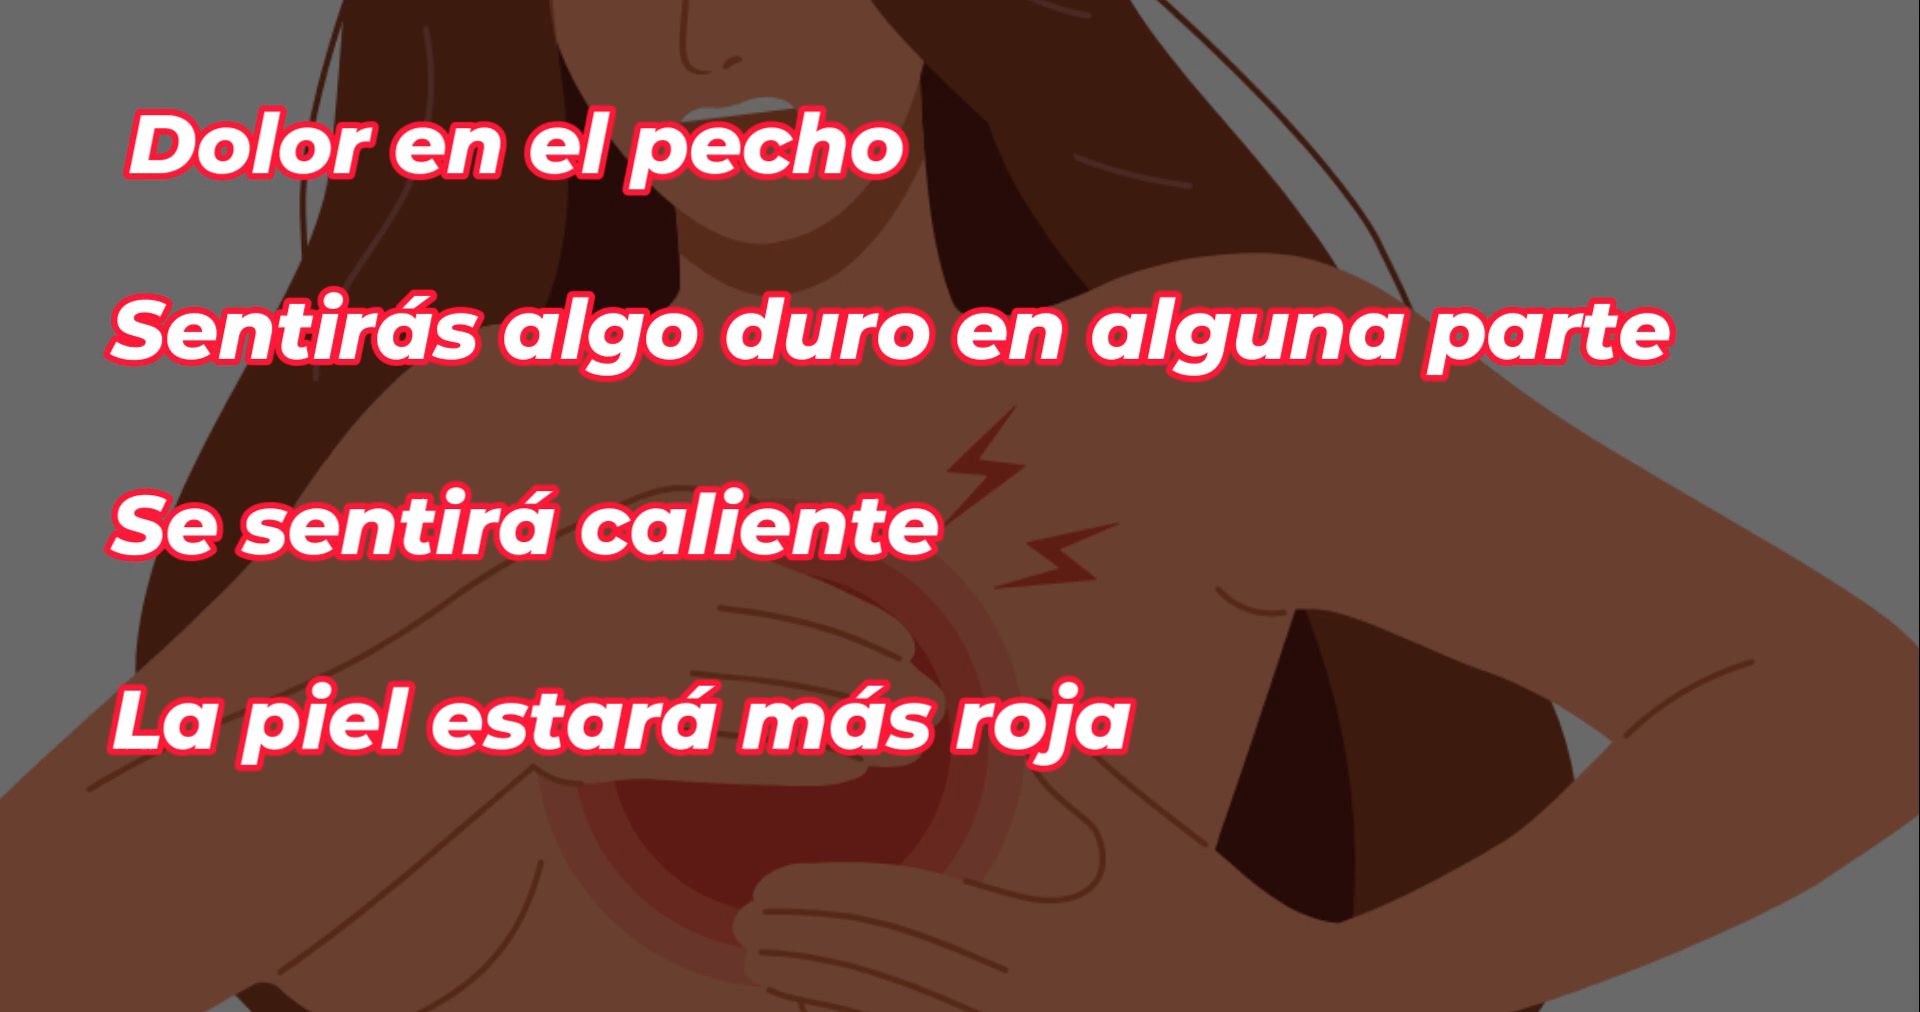 Dolor en el pecho
Sentirás algo duro en alguna parte
Se sentirá caliente
La piel estará más roja